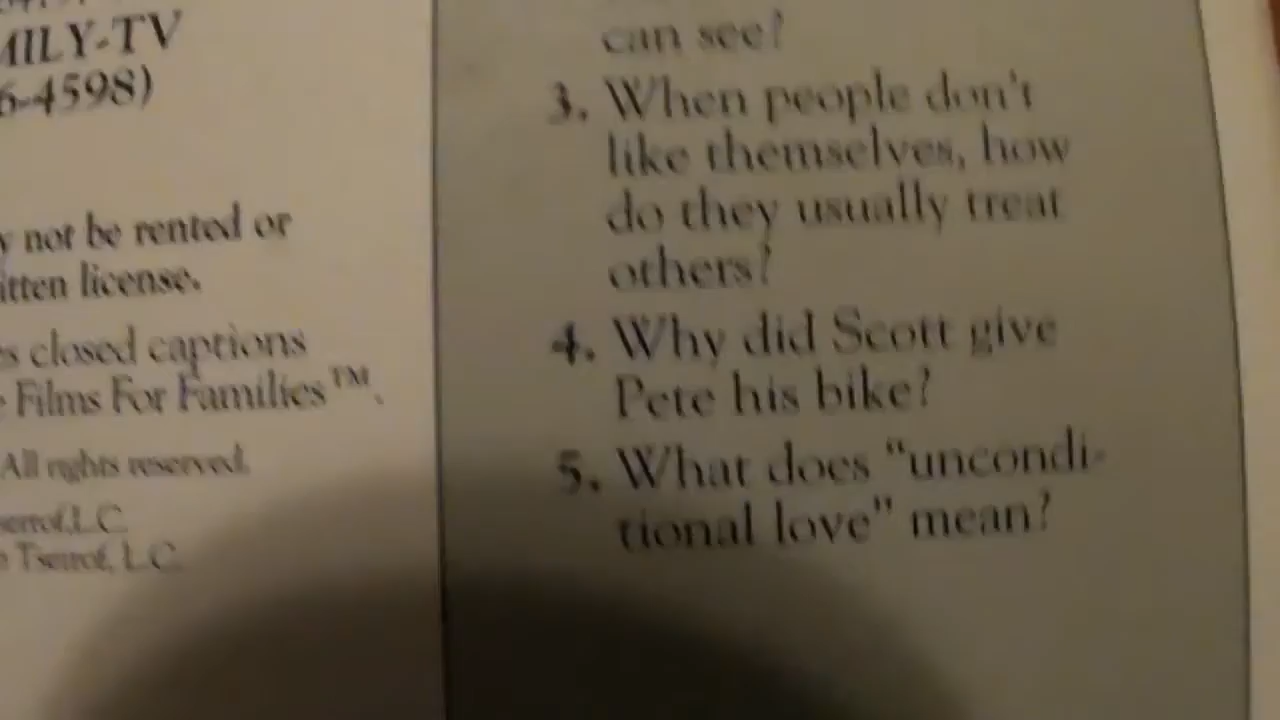 MILY-TV
6-4598)
y not be rented or
itten license.
s closed captions
Films For Families™.
All rights reserved.
L.C.
L.C.
can see?
3. When people don't
like themselves, how
do they usually treat
others?
4. Why did Scott give
Pete his bike?
5. What does "uncondi-
tional love" mean?